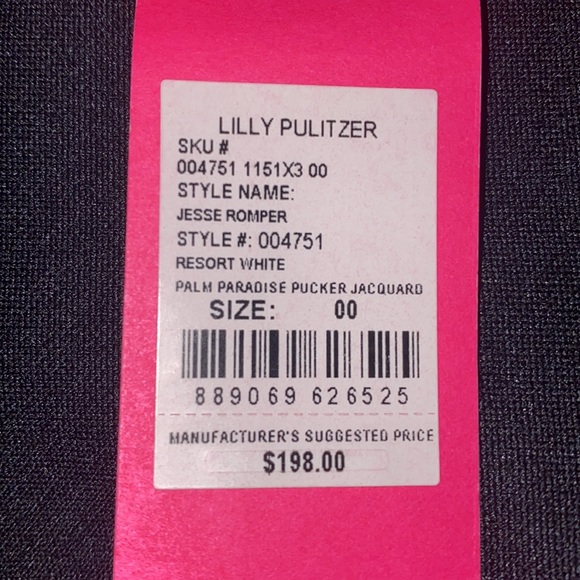 LILLY PULITZER
SKU #
004751 1151X3 00
STYLE NAME:
JESSE ROMPER
STYLE #: 004751
RESORT WHITE
PALM PARADISE PUCKER JACQUARD
SIZE: 00
889069 626525
MANUFACTURER'S SUGGESTED PRICE
$198.00